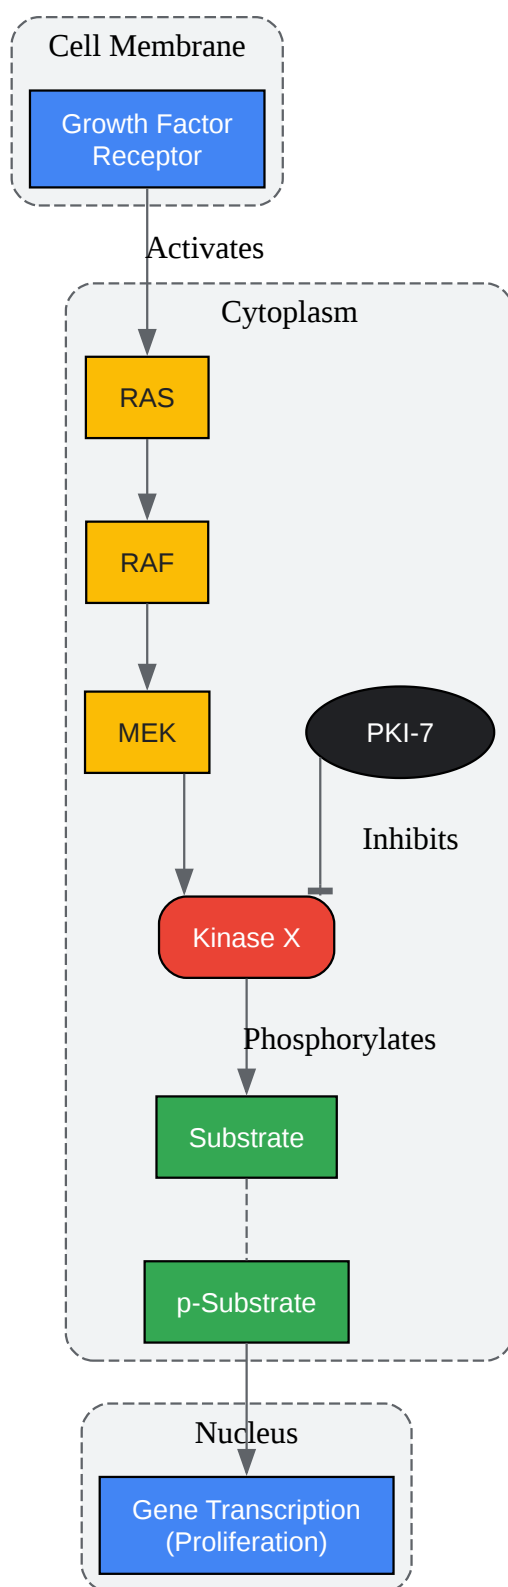 Cell Membrane
Growth Factor
Receptor
Activates
Cytoplasm
RAS
RAF
MEK
PKI-7
Inhibits
Kinase X
Phosphorylates
Substrate
p-Substrate
Nucleus
Gene Transcription
(Proliferation)